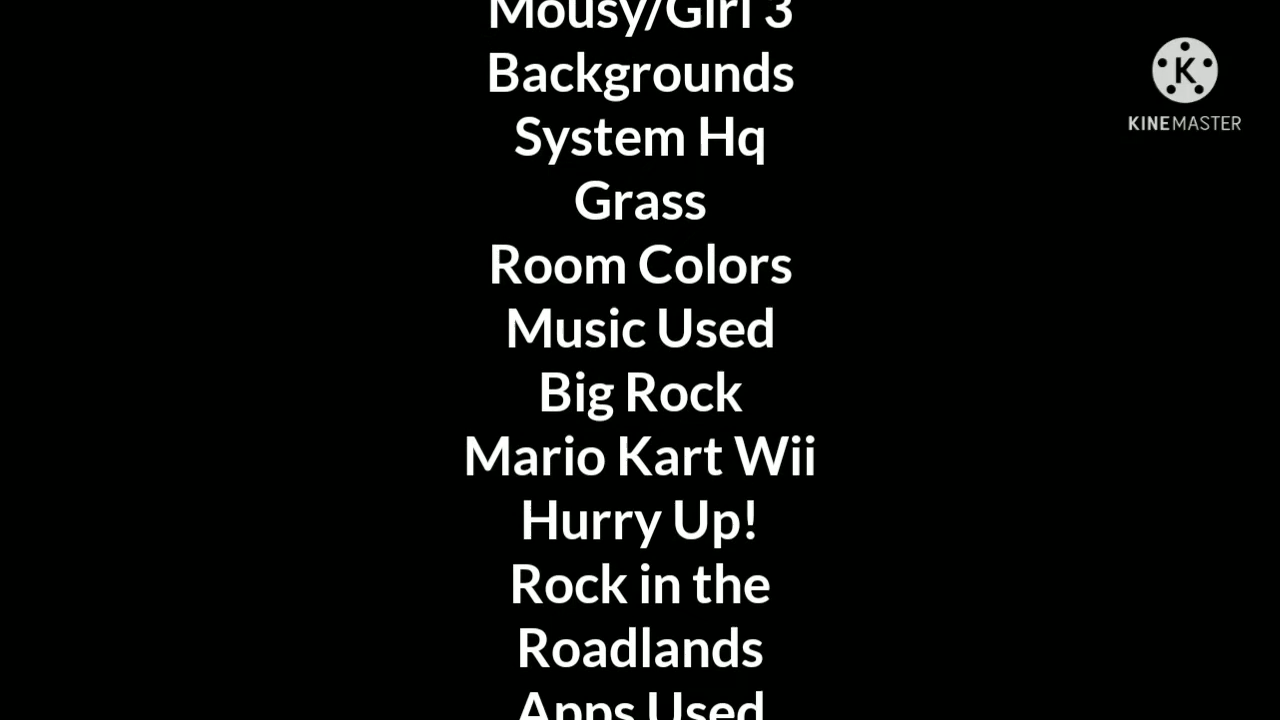 Mousy/Girl 3
Backgrounds
System Hq
Grass
Room Colors
Music Used
Big Rock
Mario Kart Wii
Hurry Up!
Rock in the
Roadlands
Apps Used
K
KINEMASTER